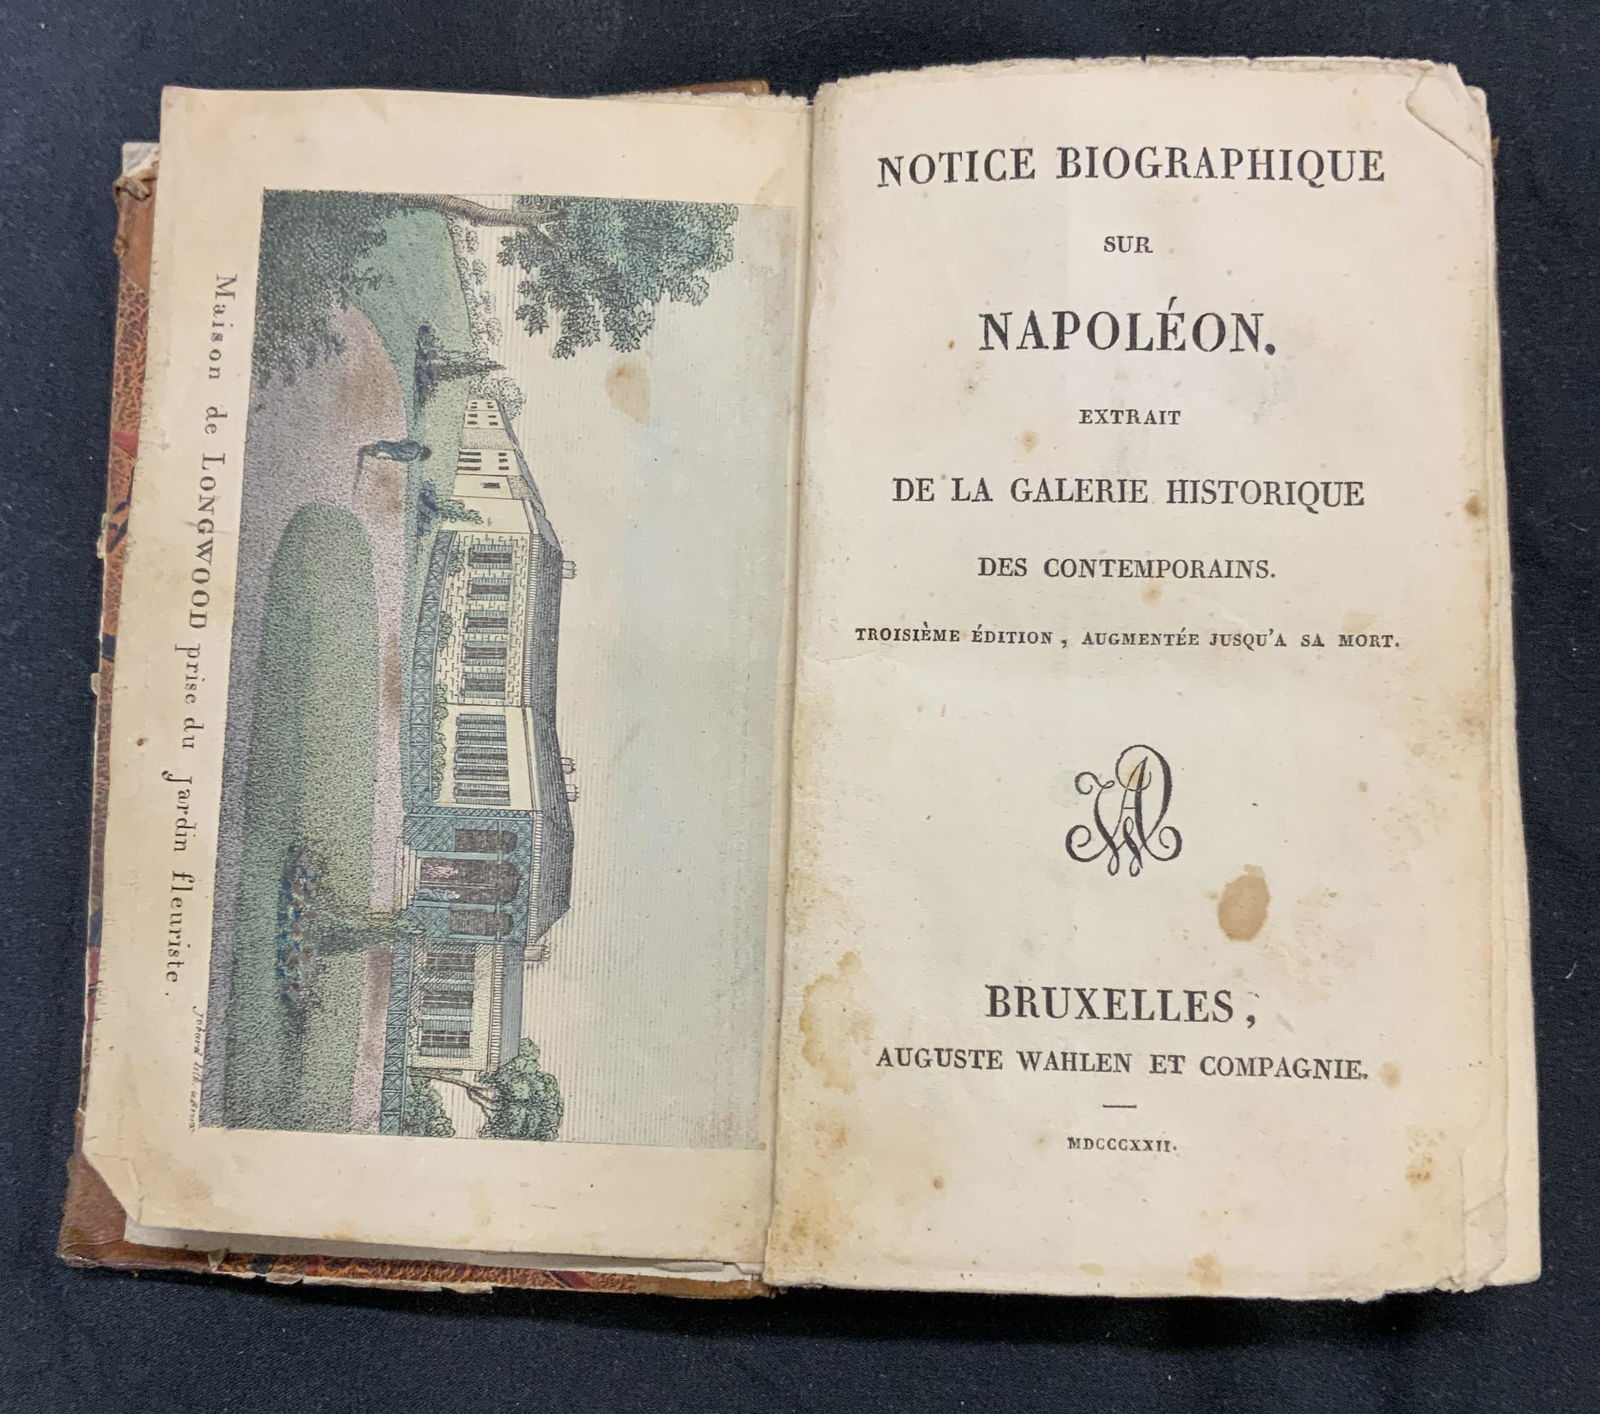 Maison de LONGWOOD prise du Jardin fleuriste.
NOTICE BIOGRAPHIQUE
SUR
NAPOLÉON.
EXTRAIT
DE LA GALERIE HISTORIQUE
DES CONTEMPORAINS.
TROISIÈME ÉDITION, AUGMENTÉE JUSQU'A SA MORT.
BRUXELLES,
AUGUSTE WAHLEN ET COMPAGNIE.
MDCCCXXII.